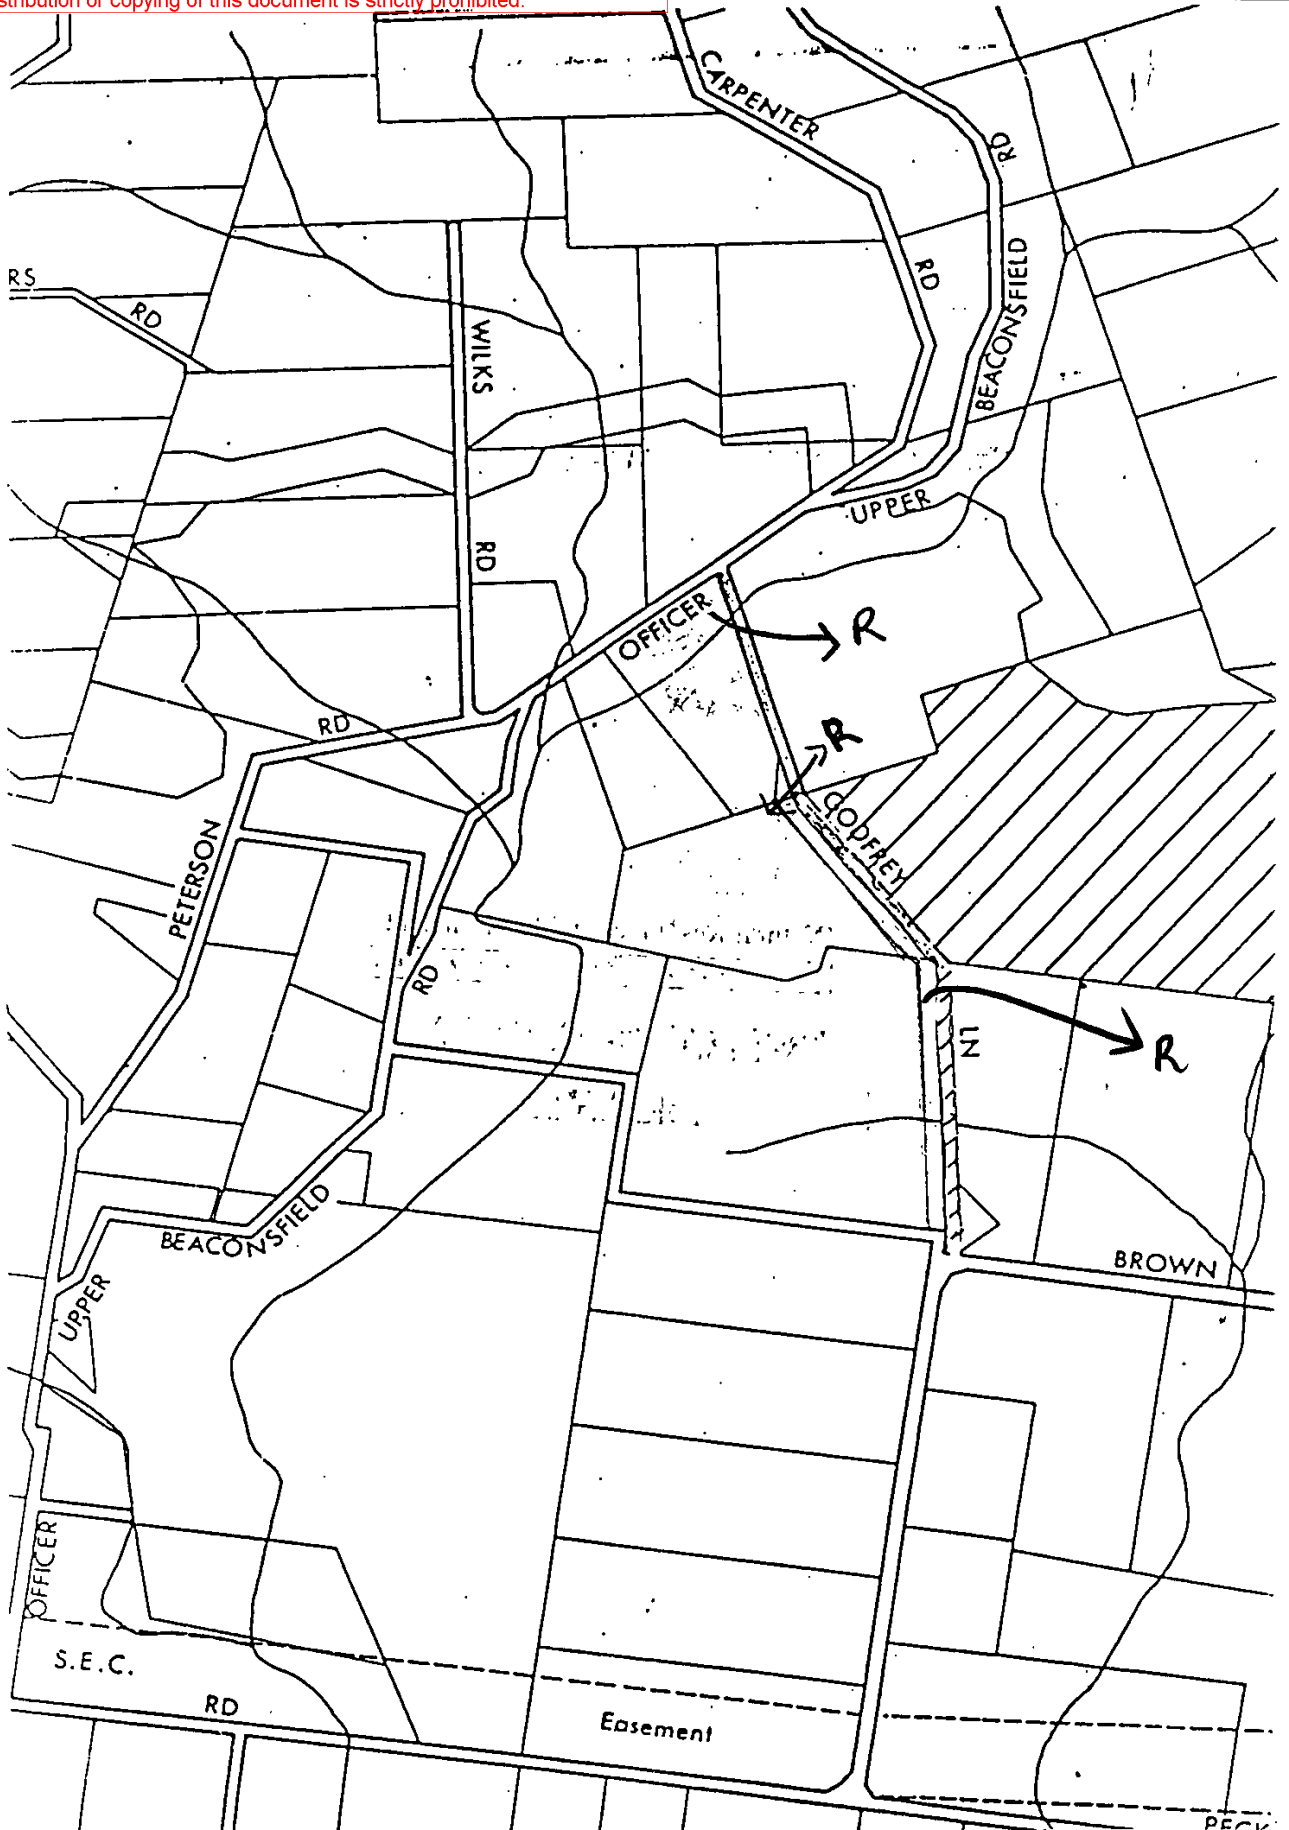 stribution or copying of this document is strictly prohibited.
CARPENTER
RD
RD
BEACONSFIELD
UPPER
RS
RD
WILKS
RD
OFFICER
R
RD
R
GODFREY
PETERSON
RD
LN
R
BEACONSFIELD
UPPER
BROWN
OFFICER
S.E.C.
RD
Easement
PECK